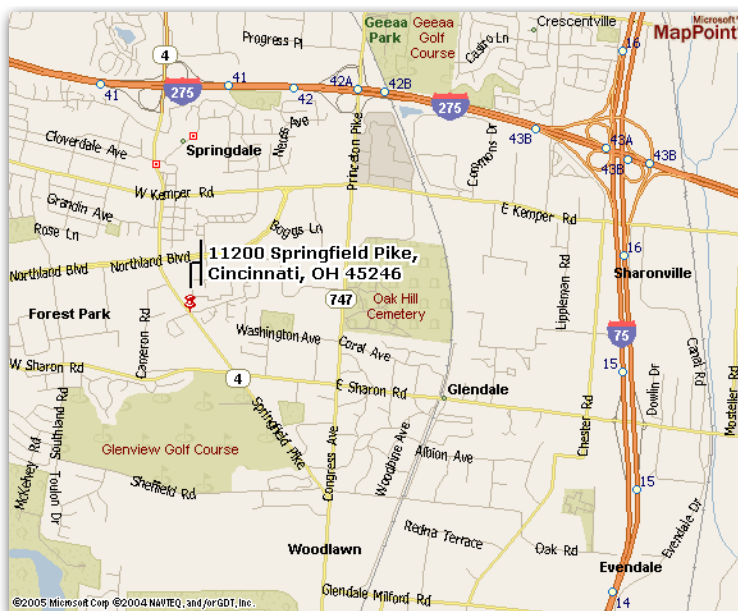 Geeaa
Park
Geeaa
Golf
Course
Crescentville
Microsoft®
MapPoint®
Progress Pl
Castro Ln
16
4
41
41
42
42A
42B
275
275
43B
43A
43B
43B
Cloverdale Ave
Springdale
Neuss Ave
Princeton Pike
Commons Dr
W Kemper Rd
E Kemper Rd
Grandin Ave
Rose Ln
Boggs Ln
Northland Blvd
Northland Blvd
11200 Springfield Pike,
Cincinnati, OH 45246
16
Sharonville
Lippleman Rd
747
Oak Hill
Cemetery
Forest Park
Cameron Rd
Washington Ave
Coral Ave
75
Canal Rd
W Sharon Rd
4
E Sharon Rd
Glendale
15
Dowlin Dr
Mosteller Rd
Springfield Pike
Chester Rd
Glenview Golf Course
Southland Rd
McKelvey Rd
Toulon Dr
Sheffield Rd
Congress Ave
Woodbine Ave
Albion Ave
15
Redna Terrace
Oak Rd
Evendale Dr
Woodlawn
Evendale
Glendale Milford Rd
14
©2005 Microsoft Corp ©2004 NAVTEQ, and/or GDT, Inc.